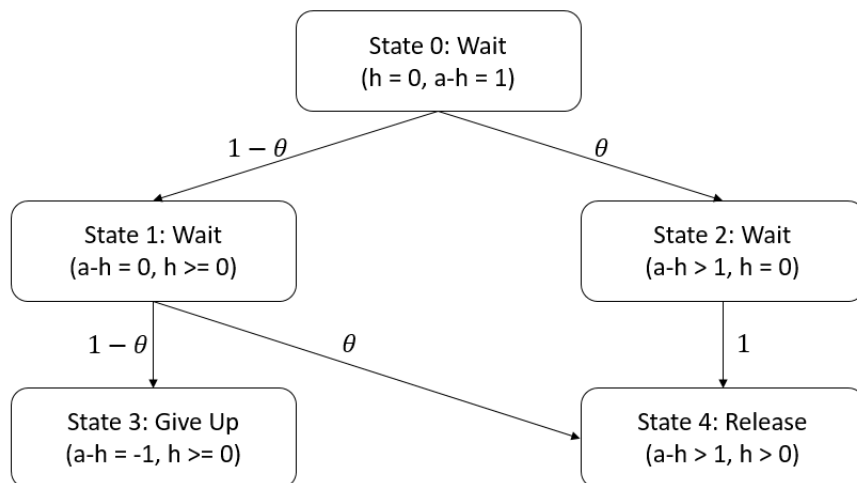 State 0: Wait
(h = 0, a-h = 1)
1 − θ
θ
State 1: Wait
(a-h = 0, h >= 0)
State 2: Wait
(a-h > 1, h = 0)
1 − θ
θ
1
State 3: Give Up
(a-h = -1, h >= 0)
State 4: Release
(a-h > 1, h > 0)